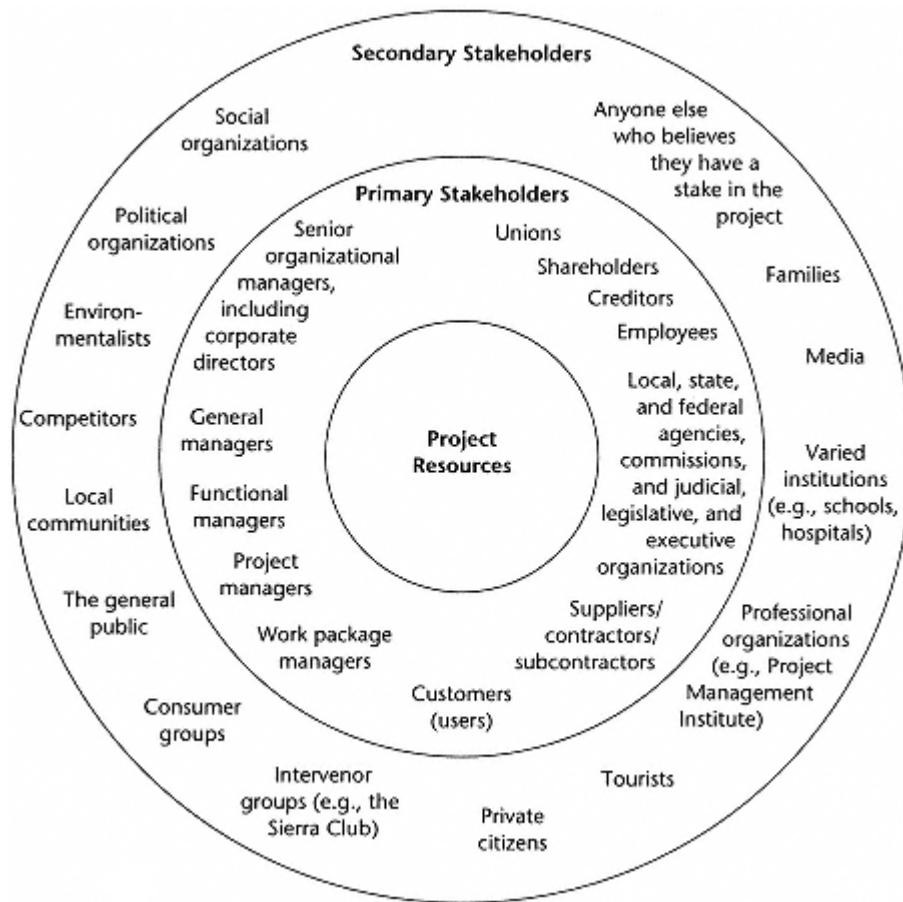 Secondary Stakeholders
Social
organizations
Anyone else
who believes
they have a
stake in the
project
Political
organizations
Families
Environ-
mentalists
Media
Competitors
Varied
institutions
(e.g., schools,
hospitals)
Local
communities
The general
public
Professional
organizations
(e.g., Project
Management
Institute)
Consumer
groups
Intervenor
groups (e.g., the
Sierra Club)
Private
citizens
Tourists
Primary Stakeholders
Senior
organizational
managers,
including
corporate
directors
Unions
Shareholders
Creditors
Employees
General
managers
Local, state,
and federal
agencies,
commissions,
and judicial,
legislative, and
executive
organizations
Functional
managers
Project
managers
Work package
managers
Suppliers/
contractors/
subcontractors
Customers
(users)
Project
Resources